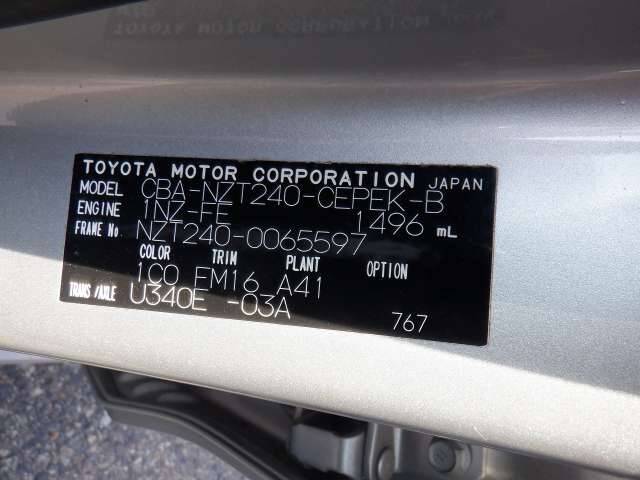 TOYOTA MOTOR CORPORATION JAPAN
MODEL CBA-NZT240-CEPEK-B
ENGINE 1NZ-FE 1496 mL
FRAME No NZT240-0065597
COLOR TRIM PLANT OPTION
1C0 EM16 A41
TRANS/AXLE U340E -03A
767